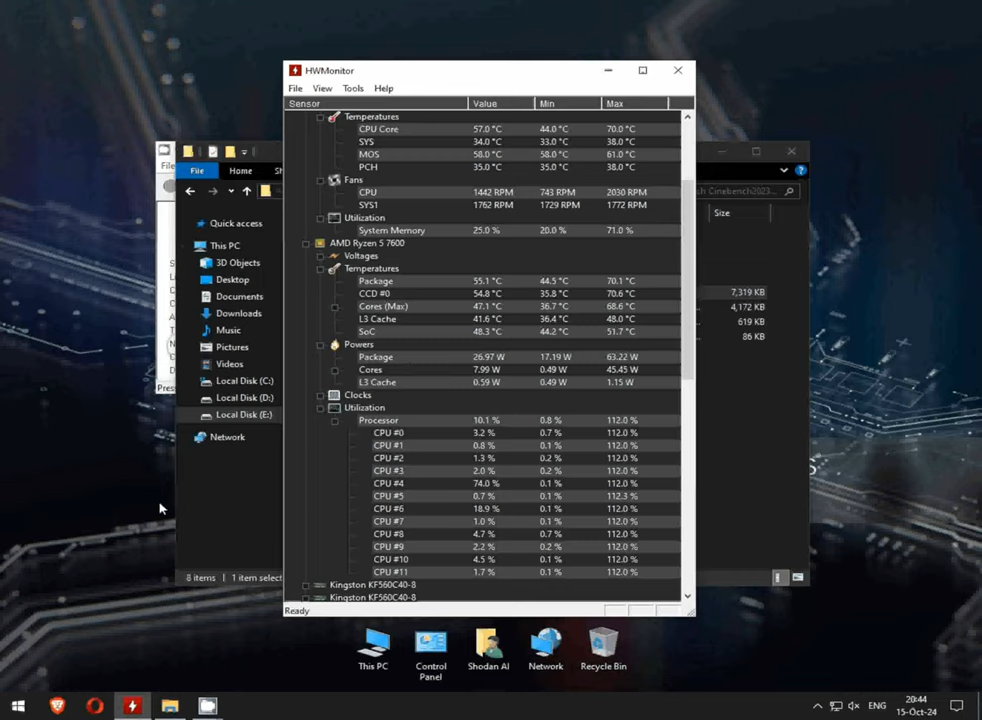 HWMonitor
File View Tools Help
Sensor Value Min Max
Temperatures
CPU Core 57.0 °C 44.0 °C 70.0 °C
SYS 34.0 °C 33.0 °C 38.0 °C
MOS 58.0 °C 58.0 °C 61.0 °C
PCH 35.0 °C 35.0 °C 38.0 °C
Fans
CPU 1442 RPM 743 RPM 2030 RPM
SYS1 1762 RPM 1729 RPM 1772 RPM
Utilization
System Memory 25.0 % 20.0 % 71.0 %
AMD Ryzen 5 7600
Voltages
Temperatures
Package 55.1 °C 44.5 °C 70.1 °C
CCD #0 54.8 °C 35.8 °C 70.6 °C
Cores (Max) 47.1 °C 36.7 °C 68.6 °C
L3 Cache 41.6 °C 36.4 °C 48.0 °C
SoC 48.3 °C 44.2 °C 51.7 °C
Powers
Package 26.97 W 17.19 W 63.22 W
Cores 7.99 W 0.49 W 45.45 W
L3 Cache 0.59 W 0.49 W 1.15 W
Clocks
Utilization
Processor 10.1 % 0.8 % 112.0 %
CPU #0 3.2 % 0.7 % 112.0 %
CPU #1 0.8 % 0.1 % 112.0 %
CPU #2 1.3 % 0.2 % 112.0 %
CPU #3 2.0 % 0.2 % 112.0 %
CPU #4 74.0 % 0.1 % 112.0 %
CPU #5 0.7 % 0.1 % 112.3 %
CPU #6 18.9 % 0.1 % 112.0 %
CPU #7 1.0 % 0.1 % 112.0 %
CPU #8 4.7 % 0.7 % 112.0 %
CPU #9 2.2 % 0.2 % 112.0 %
CPU #10 4.5 % 0.1 % 112.0 %
CPU #11 1.7 % 0.1 % 112.0 %
Kingston KF560C40-8
Kingston KF560C40-8
Ready
File Home
Cinebench2023...
Size
Quick access
This PC
3D Objects
Desktop
Documents
Downloads
Music
Pictures
Videos
Local Disk (C:)
Local Disk (D:)
Local Disk (E:)
Network
7,319 KB
4,172 KB
619 KB
86 KB
8 items 1 item select
This PC
Control Panel
Shodan AI
Network
Recycle Bin
ENG
20:44
15-Oct-24